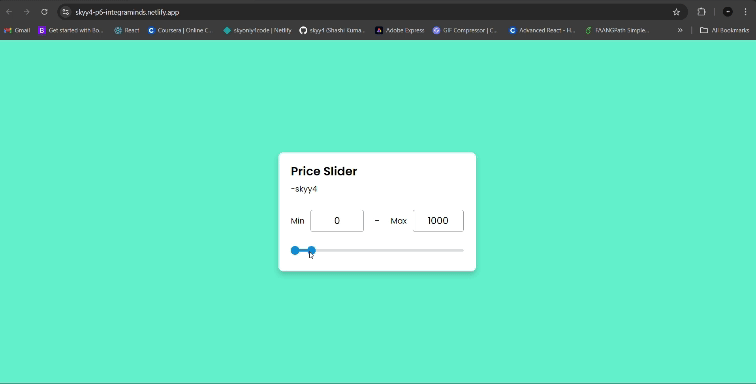 skyy4-p6-integraminds.netlify.app
Gmail Get started with Bo... React Coursera | Online C... skyonly4code | Netlify skyy4 (Shashi Kuma... Adobe Express GIF Compressor | C... Advanced React - H... FAANGPath Simple... » All Bookmarks
Price Slider
-skyy4
Min 0 - Max 1000